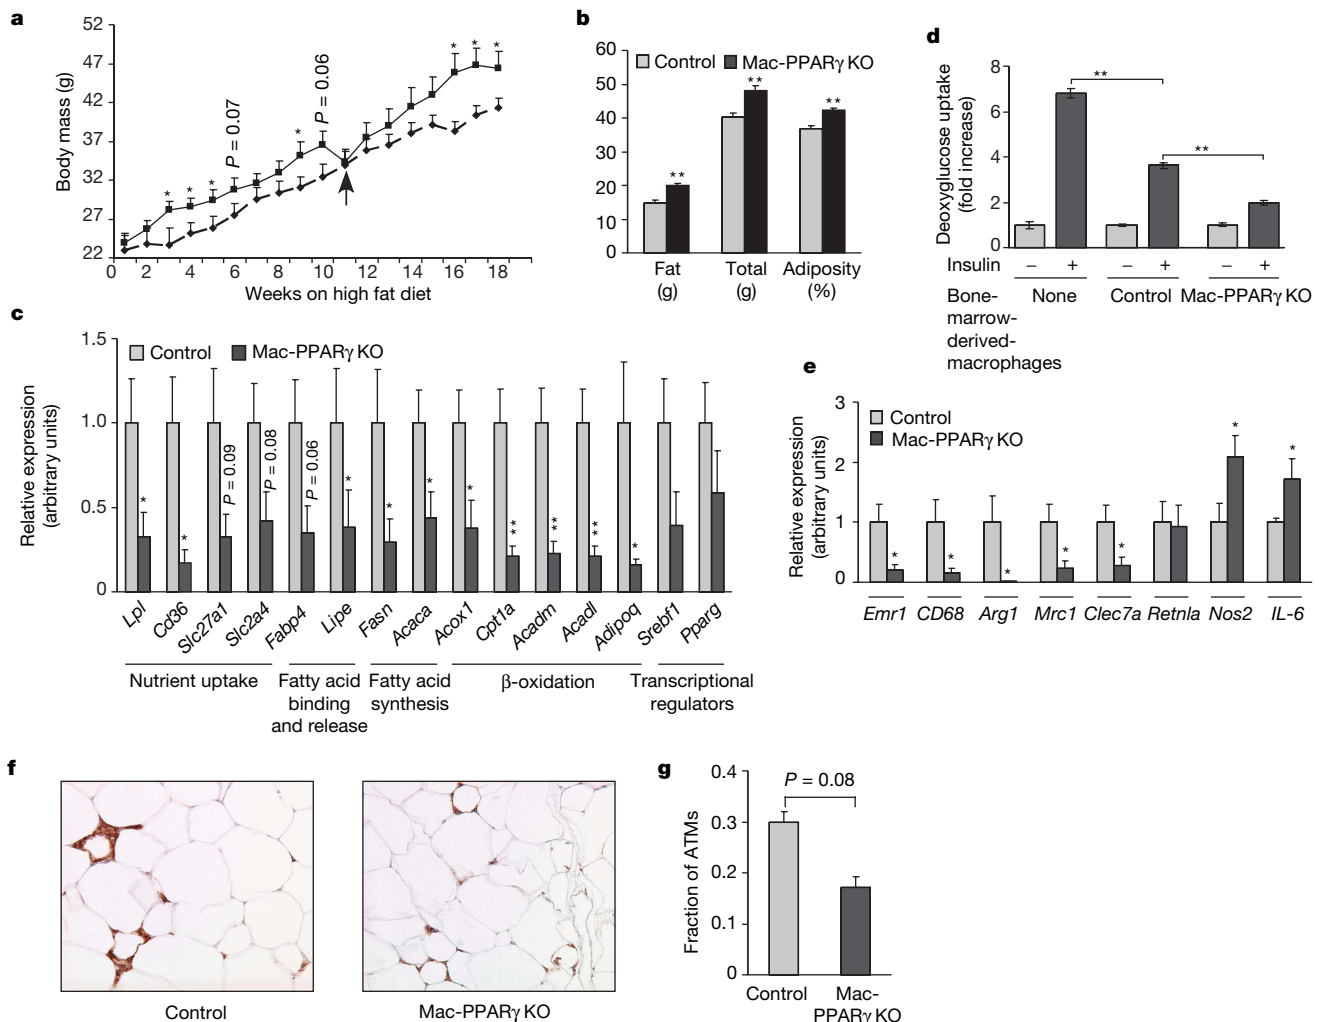 a
52
47
42
37
32
27
22
Body mass (g)
* * * P = 0.07 * P = 0.06 * * *
0 2 4 6 8 10 12 14 16 18
Weeks on high fat diet
b
60
50
40
30
20
10
0
Control Mac-PPARγ KO
** ** **
Fat Total Adiposity
(g) (g) (%)
c
1.5
1.0
0.5
0
Relative expression
(arbitrary units)
Control Mac-PPARγ KO
* * P = 0.09 P = 0.08 P = 0.06 * * * * ** ** ** *
Lpl Cd36 Slc27a1 Slc2a4 Fabp4 Lipe Fasn Acaca Acox1 Cpt1a Acadm Acadl Adipoq Srebf1 Pparg
Nutrient uptake Fatty acid Fatty acid β-oxidation Transcriptional
binding synthesis regulators
and release
d
8
6
4
2
0
Deoxyglucose uptake
(fold increase)
**
**
Insulin – + – + – +
Bone- None Control Mac-PPARγ KO
marrow-
derived-
macrophages
e
3
2
1
0
Relative expression
(arbitrary units)
Control
Mac-PPARγ KO
* * * * * * *
Emr1 CD68 Arg1 Mrc1 Clec7a Retnla Nos2 IL-6
f
Control Mac-PPARγ KO
g
0.4
0.3
0.2
0.1
0
Fraction of ATMs
P = 0.08
Control Mac-
PPARγ KO